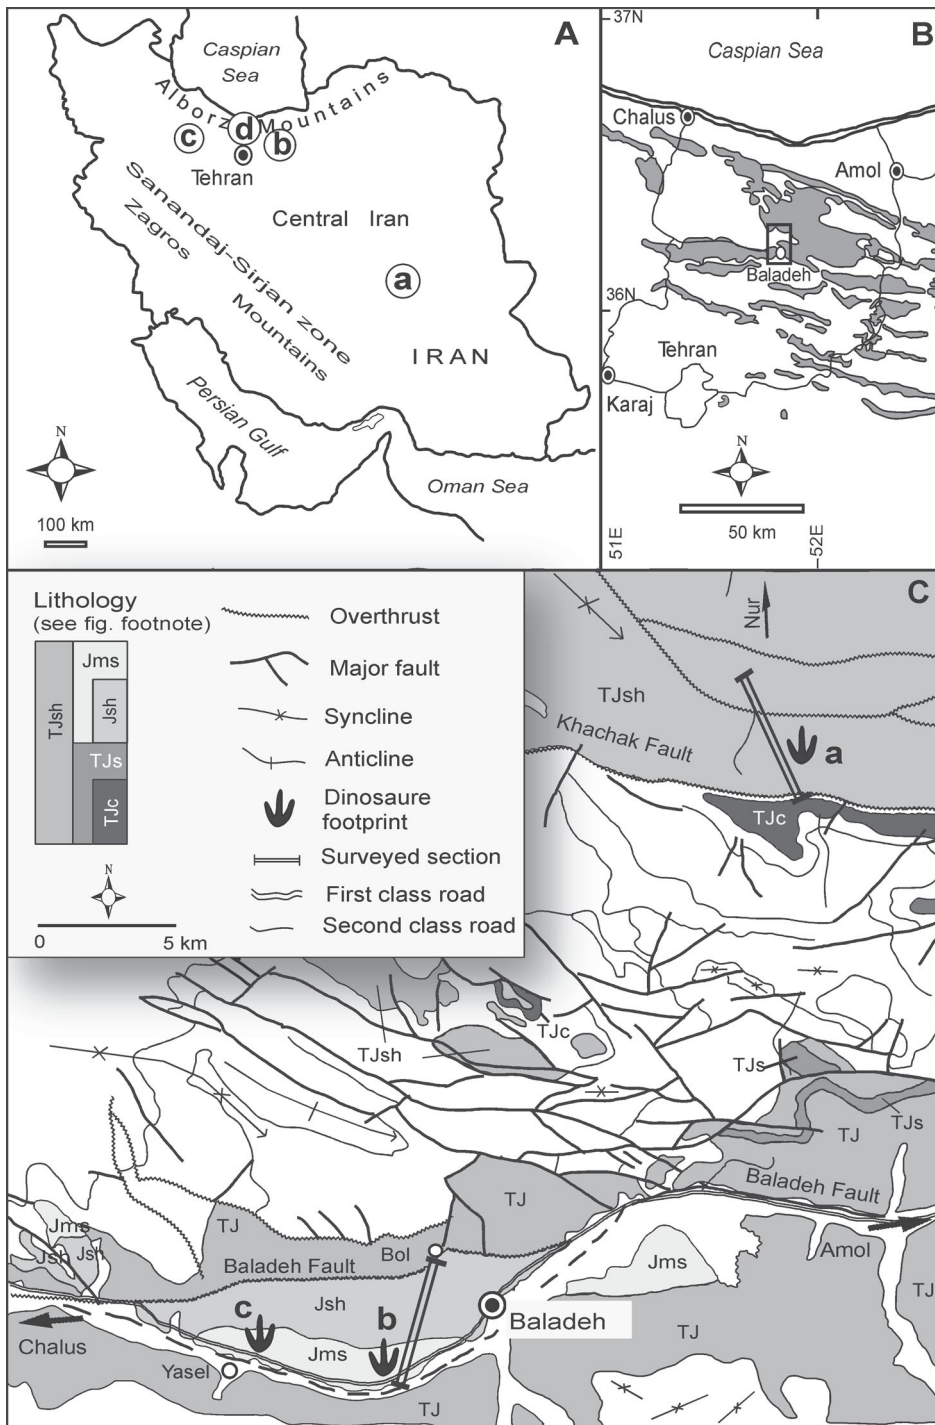 A
Caspian
Sea
Alborz Mountains
c
d
b
Tehran
Sanandaj-Sirjan zone
Zagros
Mountains
Central Iran
a
IRAN
Persian Gulf
Oman Sea
N
100 km
37N
B
Caspian Sea
Chalus
Amol
Baladeh
36N
Tehran
Karaj
N
50 km
51E
52E
C
Lithology
(see fig. footnote)
TJsh
Jms
Jsh
TJs
TJc
N
0 5 km
Overthrust
Major fault
Syncline
Anticline
Dinosaure
footprint
Surveyed section
First class road
Second class road
Nur
TJsh
Khachak Fault
a
TJc
TJc
TJsh
TJs
TJs
TJ
Baladeh Fault
TJ
Jms
Jsh
Jsh
TJ
Baladeh Fault
Bol
Jms
Amol
TJ
Jsh
c
b
Baladeh
Chalus
Jms
TJ
Yasel
TJ